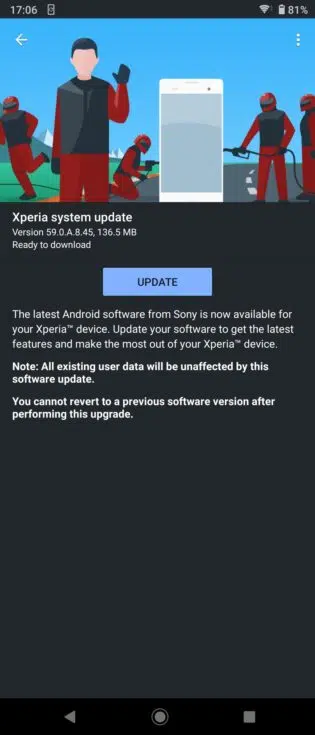 17:06 81%
Xperia system update
Version 59.0.A.8.45, 136.5 MB
Ready to download
UPDATE
The latest Android software from Sony is now available for
your Xperia™ device. Update your software to get the latest
features and make the most out of your Xperia™ device.
Note: All existing user data will be unaffected by this
software update.
You cannot revert to a previous software version after
performing this upgrade.